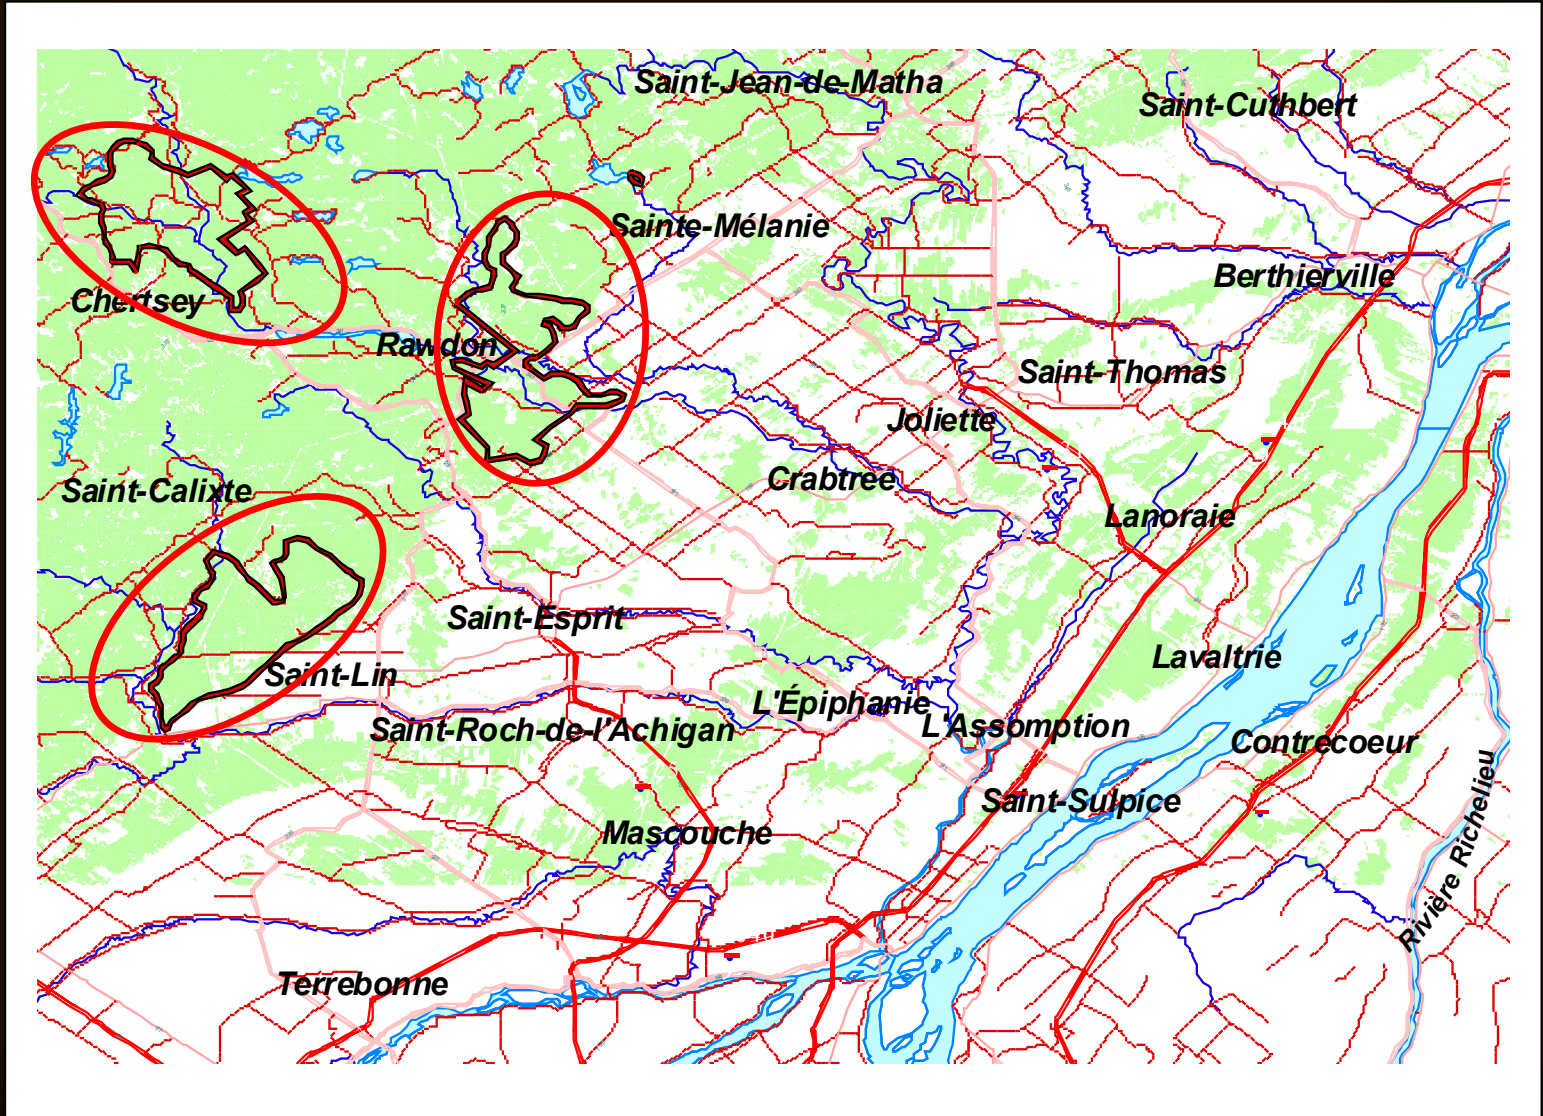 Saint-Jean-de-Matha
Saint-Cuthbert
Sainte-Mélanie
Berthierville
Chertsey
Rawdon
Saint-Thomas
Joliette
Crabtree
Saint-Calixte
Lanoraie
Saint-Esprit
Lavaltrie
Saint-Lin
L'Épiphanie
L'Assomption
Saint-Roch-de-l'Achigan
Contrecoeur
Saint-Sulpice
Mascouche
Rivière Richelieu
Terrebonne